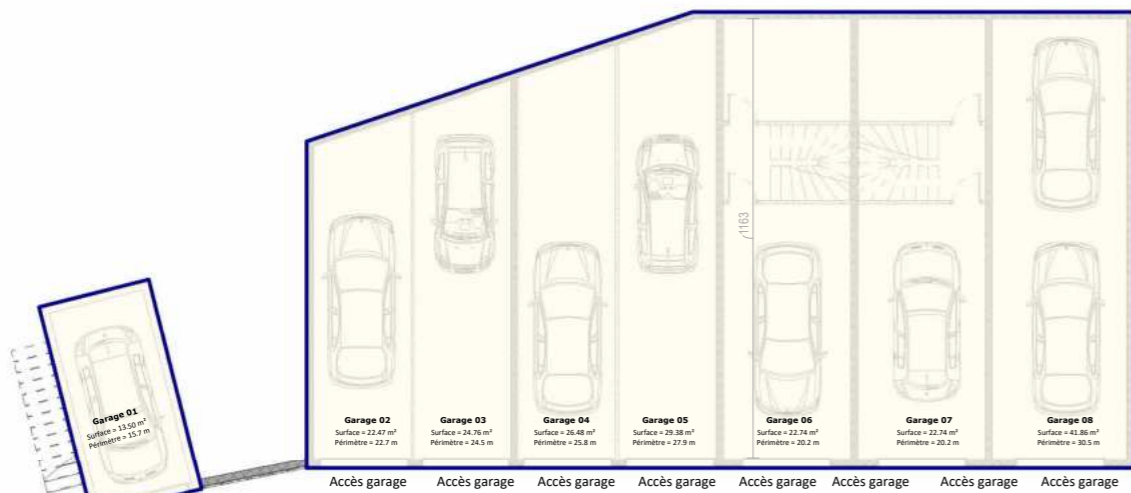 1163
Garage 01
Surface = 13.50 m²
Périmètre = 15.7 m
Garage 02
Surface = 22.47 m²
Périmètre = 22.7 m
Garage 03
Surface = 24.76 m²
Périmètre = 24.5 m
Garage 04
Surface = 26.48 m²
Périmètre = 25.8 m
Garage 05
Surface = 29.38 m²
Périmètre = 27.9 m
Garage 06
Surface = 22.74 m²
Périmètre = 20.2 m
Garage 07
Surface = 22.74 m²
Périmètre = 20.2 m
Garage 08
Surface = 41.86 m²
Périmètre = 30.5 m
Accès garage
Accès garage
Accès garage
Accès garage
Accès garage
Accès garage
Accès garage
Accès garage